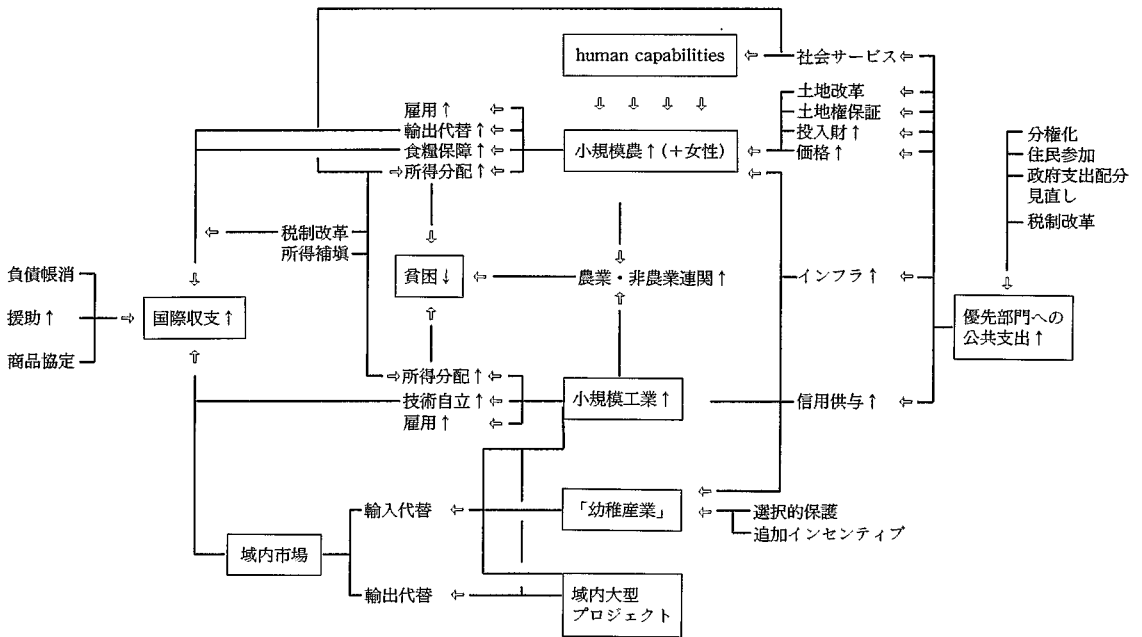 human capabilities
社会サービス
土地改革
土地権保証
投入財↑
価格↑
雇用↑
輸出代替↑
食糧保障↑
所得分配↑
小規模農↑(+女性)
分権化
住民参加
政府支出配分
見直し
税制改革
税制改革
所得補塡
貧困↓
農業・非農業連関↑
インフラ↑
負債帳消
援助↑
商品協定
国際収支↑
優先部門への
公共支出↑
所得分配↑
技術自立↑
雇用↑
小規模工業↑
信用供与↑
輸入代替
「幼稚産業」
選択的保護
追加インセンティブ
域内市場
輸出代替
域内大型
プロジェクト